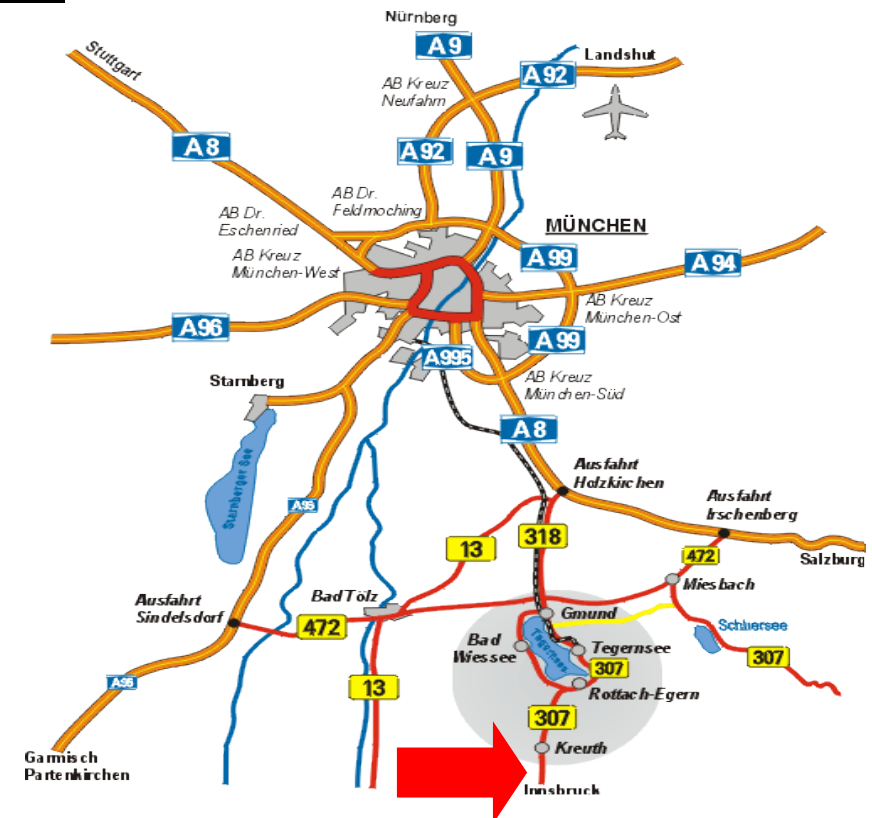 Nürnberg
A9
Landshut
Stuttgart
A92
AB Kreuz
Neufahrn
A8
A92
A9
AB Dr.
Feldmoching
AB Dr.
Eschenried
MÜNCHEN
AB Kreuz
München-West
A99
A94
AB Kreuz
München-Ost
A96
A99
A995
Starnberg
AB Kreuz
München-Süd
A8
Ausfahrt
Holzkirchen
Starnberger See
Ausfahrt
Irschenberg
A95
13
318
472
Salzburg
Miesbach
Bad Tölz
Ausfahrt
Sindelsdorf
472
Gmund
Schliersee
Bad
Wiessee
Tegernsee
Tegernsee
307
307
A95
13
Rottach-Egern
307
Kreuth
Garmisch
Partenkirchen
Innsbruck